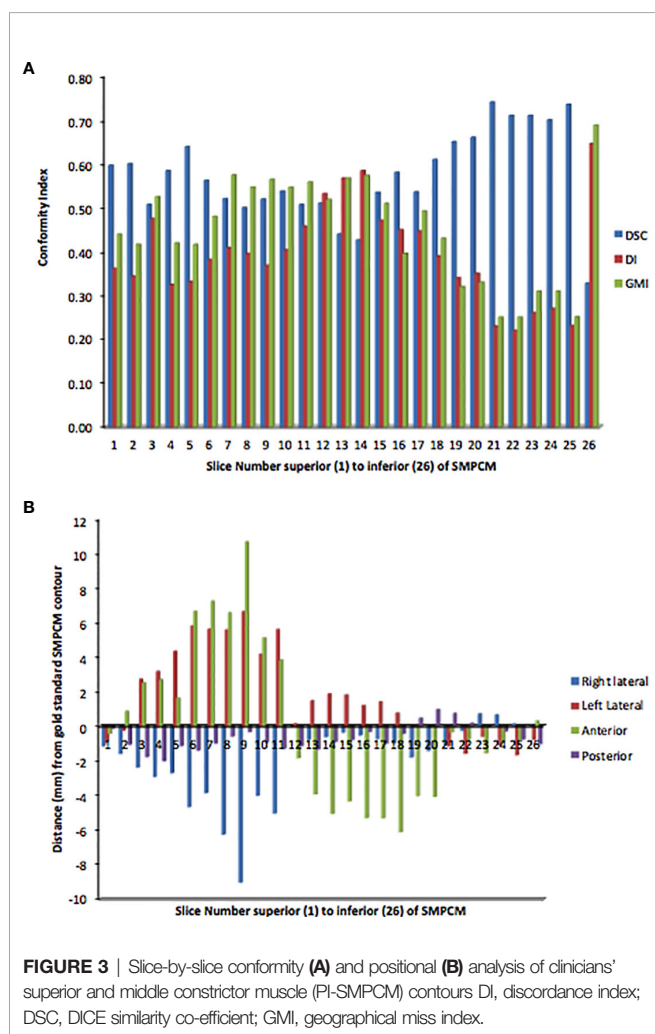 A
0.80
0.70
0.60
0.50
0.40
0.30
0.20
0.10
0.00
Conformity Index
1 2 3 4 5 6 7 8 9 10 11 12 13 14 15 16 17 18 19 20 21 22 23 24 25 26
Slice Number superior (1) to inferior (26) of SMPCM
DSC
DI
GMI
B
12
10
8
6
4
2
0
-2
-4
-6
-8
-10
Distance (mm) from gold standard SMPCM contour
1 2 3 4 5 6 7 8 9 10 11 12 13 14 15 16 17 18 19 20 21 22 23 24 25 26
Slice Number superior (1) to inferior (26) of SMPCM
Right lateral
Left Lateral
Anterior
Posterior
FIGURE 3 | Slice-by-slice conformity (A) and positional (B) analysis of clinicians'
superior and middle constrictor muscle (PI-SMPCM) contours DI, discordance index;
DSC, DICE similarity co-efficient; GMI, geographical miss index.